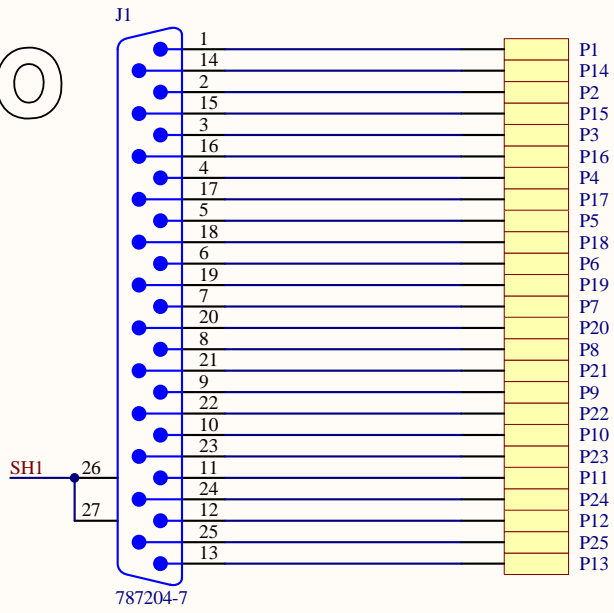 J1
O
1 P1
14 P14
2 P2
15 P15
3 P3
16 P16
4 P4
17 P17
5 P5
18 P18
6 P6
19 P19
7 P7
20 P20
8 P8
21 P21
9 P9
22 P22
10 P10
23 P23
SH1 26 11 P11
24 P24
27 12 P12
25 P25
13 P13
787204-7